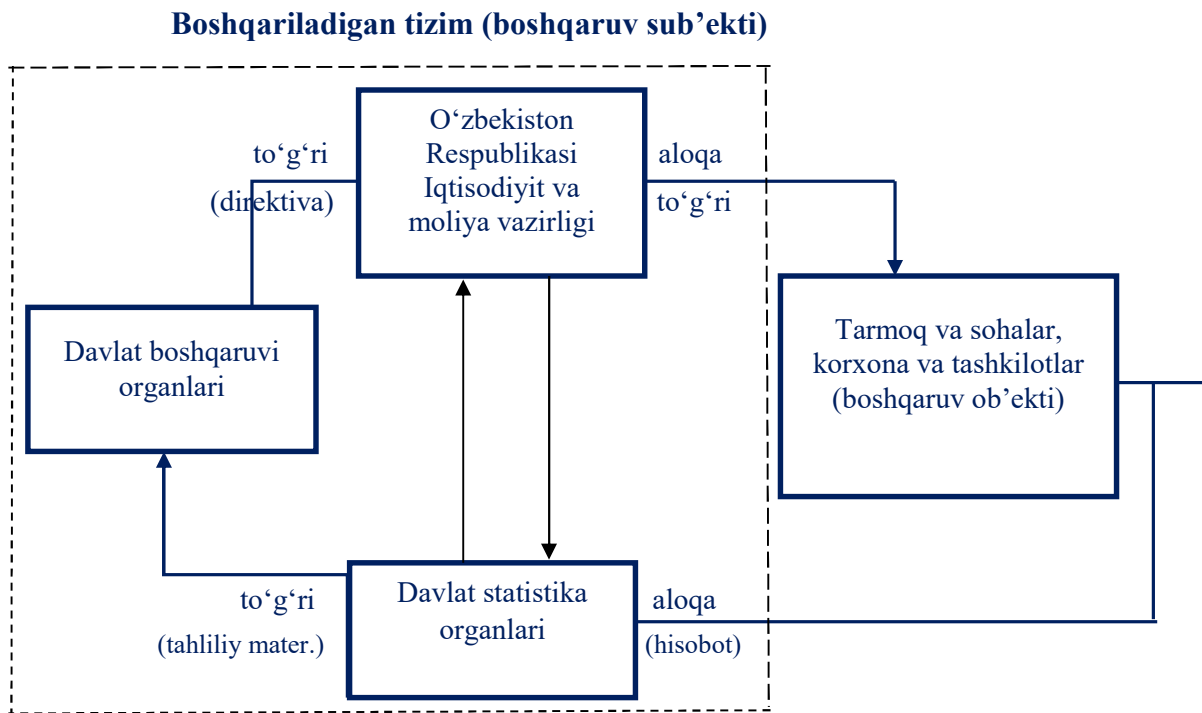 Boshqariladigan tizim (boshqaruv sub’ekti)
O‘zbekiston
Respublikasi
Iqtisodiyit va
moliya vazirligi
to‘g‘ri
(direktiva)
aloqa
to‘g‘ri
Davlat boshqaruvi
organlari
Tarmoq va sohalar,
korxona va tashkilotlar
(boshqaruv ob’ekti)
to‘g‘ri
(tahliliy mater.)
Davlat statistika
organlari
aloqa
(hisobot)